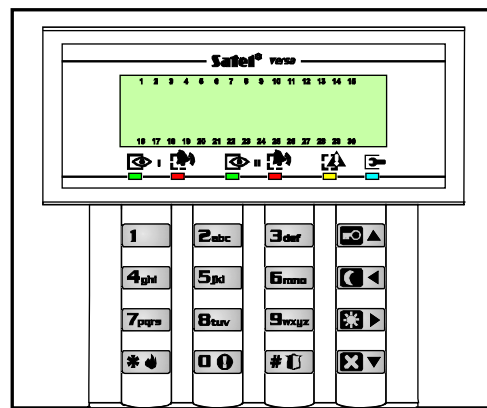 Satel® VERSA
1 2 3 4 5 6 7 8 9 10 11 12 13 14 15
16 17 18 19 20 21 22 23 24 25 26 27 28 29 30
I II
1 2abc 3def
4ghi 5jkl 6mno
7pqrs 8tuv 9wxyz
* 0 #